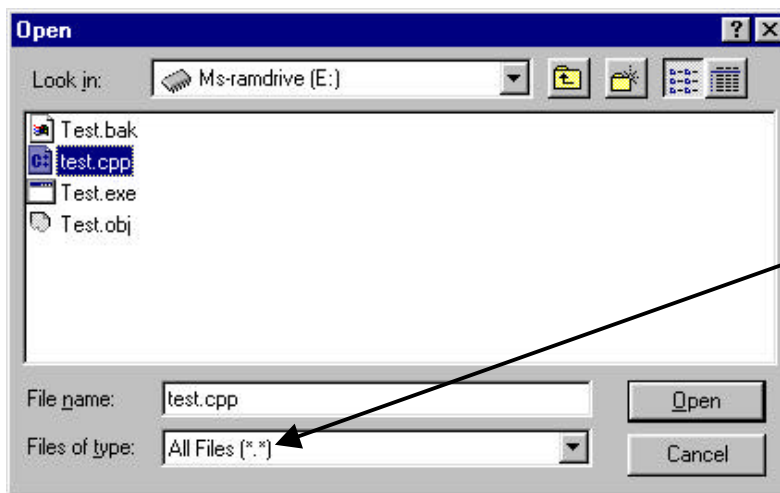 Open
Look in: Ms-ramdrive (E:)
Test.bak
test.cpp
Test.exe
Test.obj
File name: test.cpp Open
Files of type: All Files (*.*) Cancel